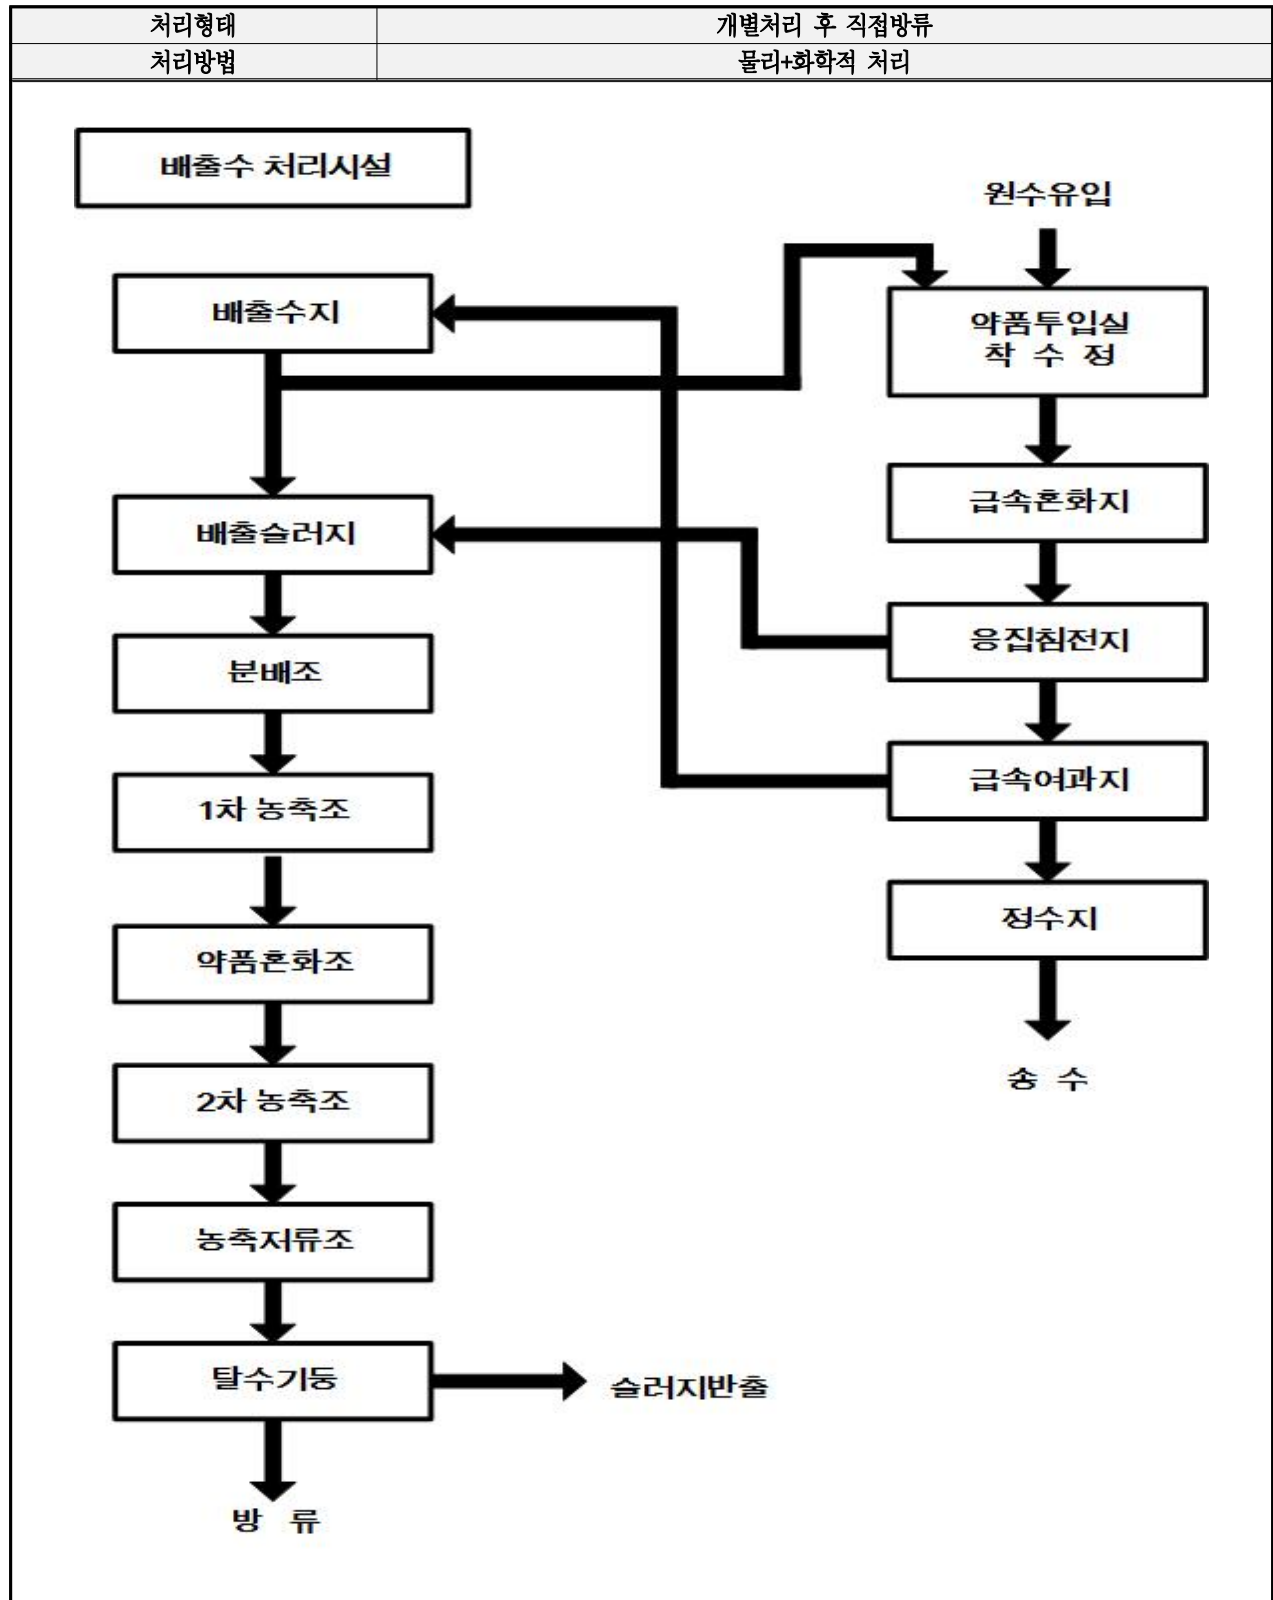 처리형태 개별처리 후 직접방류
처리방법 물리+화학적 처리
배출수 처리시설
배출수지
배출슬러지
분배조
1차 농축조
약품혼화조
2차 농축조
농축저류조
탈수기동
슬러지반출
방 류
원수유입
약품투입실
착 수 정
급속혼화지
응집침전지
급속여과지
정수지
송 수